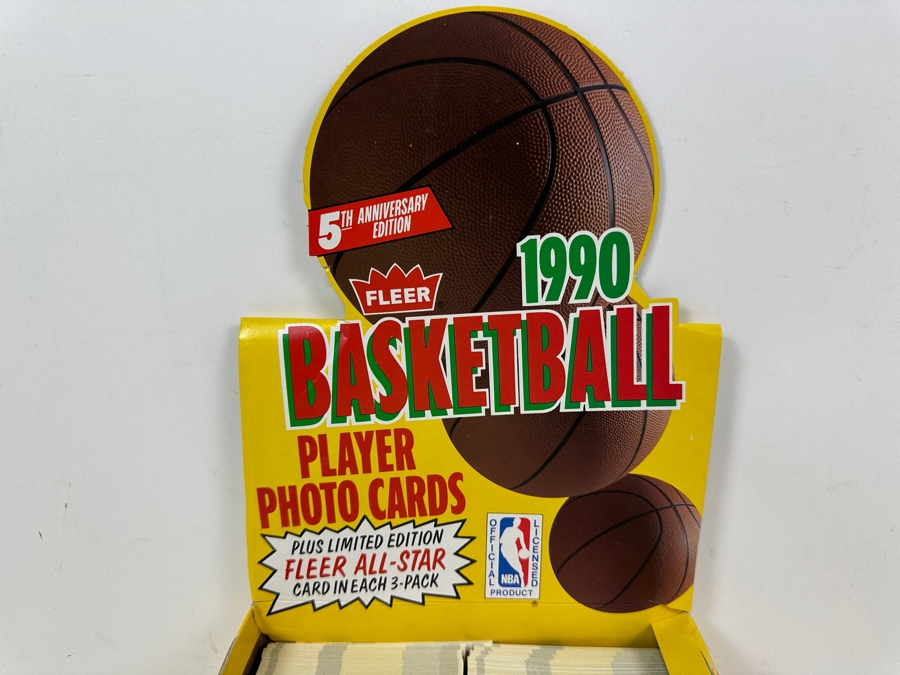 5TH ANNIVERSARY
EDITION
1990
FLEER
BASKETBALL
PLAYER
PHOTO CARDS
PLUS LIMITED EDITION
FLEER ALL-STAR
CARD IN EACH 3-PACK
OFFICIAL
LICENSED
NBA
PRODUCT
®